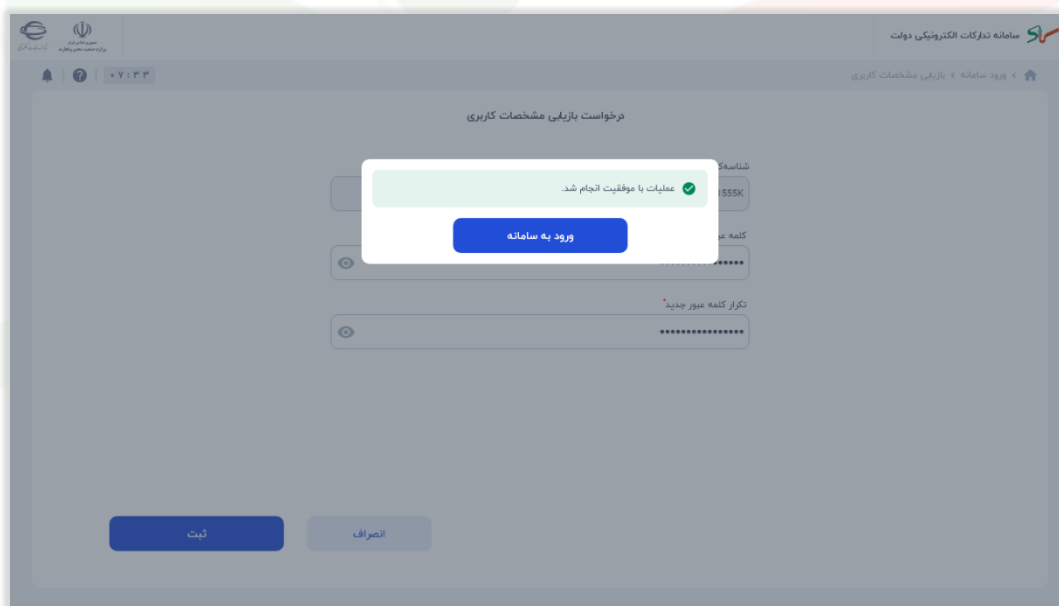 سامانه تدارکات الکترونیکی دولت
ورود سامانه › بازیابی مشخصات کاربری
۰۷:۳۳
درخواست بازیابی مشخصات کاربری
555K
عملیات با موفقیت انجام شد.
ورود به سامانه
تکرار کلمه عبور جدید*
انصراف
ثبت